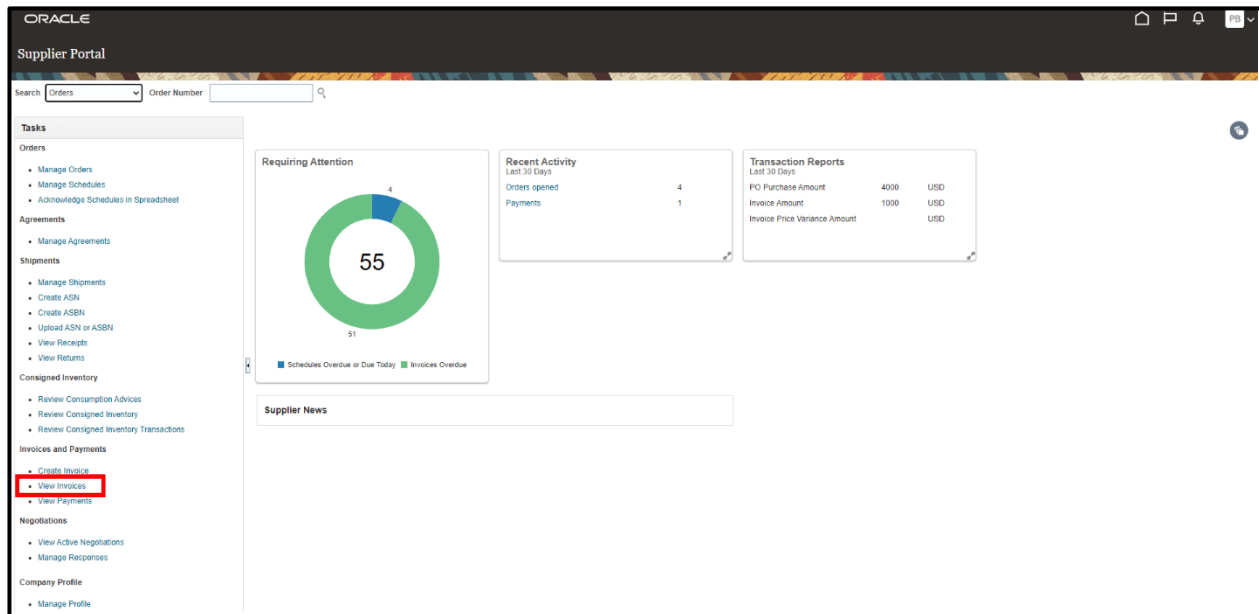 ORACLE
PB
Supplier Portal
Search Orders Order Number
Tasks
Orders
Manage Orders
Manage Schedules
Acknowledge Schedules in Spreadsheet
Agreements
Manage Agreements
Shipments
Manage Shipments
Create ASN
Create ASBN
Upload ASN or ASBN
View Receipts
View Returns
Consigned Inventory
Review Consumption Advices
Review Consigned Inventory
Review Consigned Inventory Transactions
Invoices and Payments
Create Invoice
View Invoices
View Payments
Negotiations
View Active Negotiations
Manage Responses
Company Profile
Manage Profile
Requiring Attention
4
55
51
Schedules Overdue or Due Today Invoices Overdue
Recent Activity
Last 30 Days
Orders opened 4
Payments 1
Transaction Reports
Last 30 Days
PO Purchase Amount 4000 USD
Invoice Amount 1000 USD
Invoice Price Variance Amount USD
Supplier News